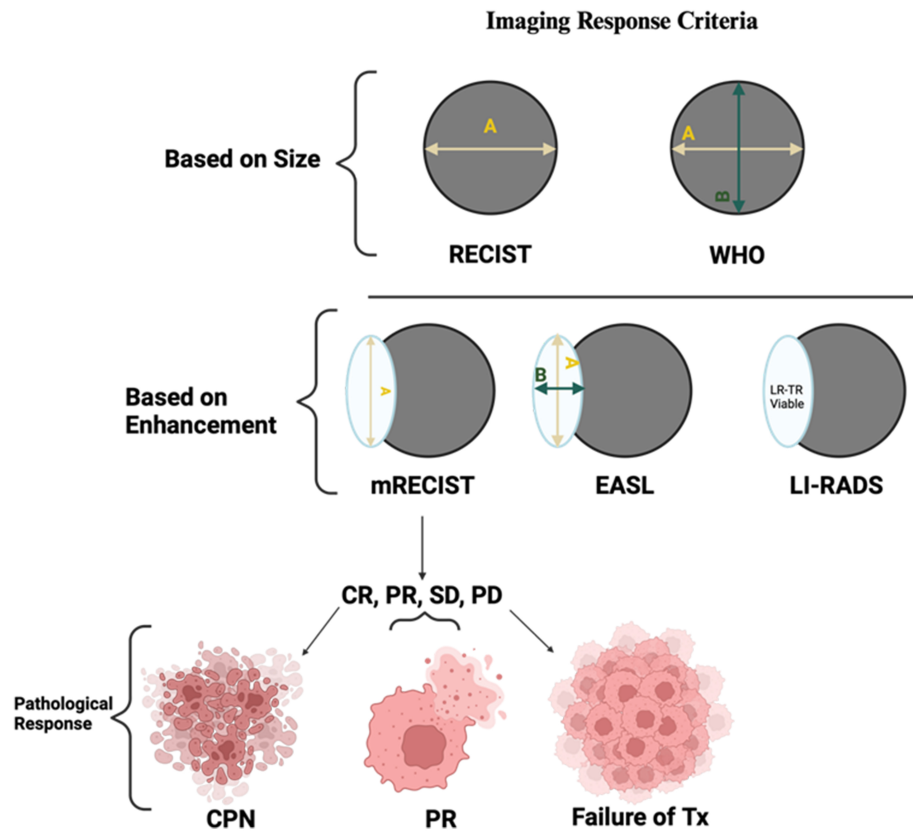 Imaging Response Criteria
A
A
B
Based on Size
RECIST
WHO
A
B
A
LR-TR
Viable
Based on
Enhancement
mRECIST
EASL
LI-RADS
CR, PR, SD, PD
Pathological
Response
CPN
PR
Failure of Tx